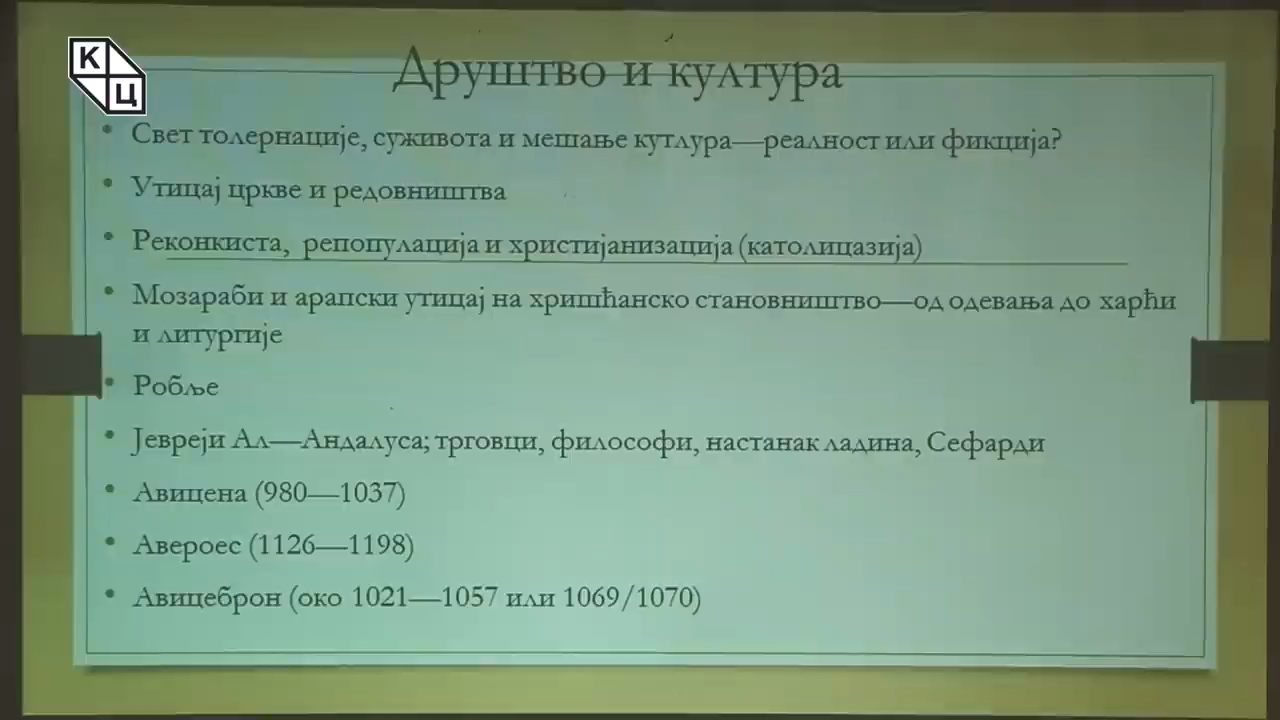 К
Ц
Друштво и култура
• Свет толернације, суживота и мешање кутлура—реалност или фикција?
• Утицај цркве и редовништва
• Реконкиста, репопулација и христијанизација (католицазија)
• Мозараби и арапски утицај на хришћанско становништво—од одевања до харћи
и литургије
• Робље
• Јевреји Ал—Андалуса; трговци, философи, настанак ладина, Сефарди
• Авицена (980—1037)
• Авероес (1126—1198)
• Авицеброн (око 1021—1057 или 1069/1070)